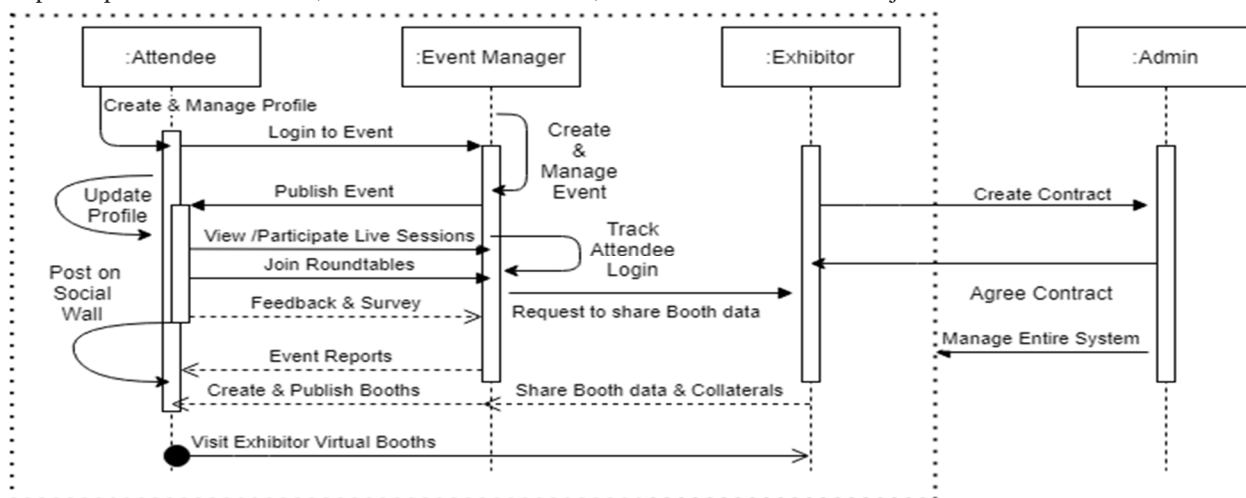 :Attendee
:Event Manager
:Exhibitor
:Admin
Create & Manage Profile
Login to Event
Create
&
Manage
Event
Update
Profile
Publish Event
Create Contract
View /Participate Live Sessions
Track
Attendee
Login
Join Roundtables
Post on
Social
Wall
Feedback & Survey
Request to share Booth data
Agree Contract
Manage Entire System
Event Reports
Create & Publish Booths
Share Booth data & Collaterals
Visit Exhibitor Virtual Booths